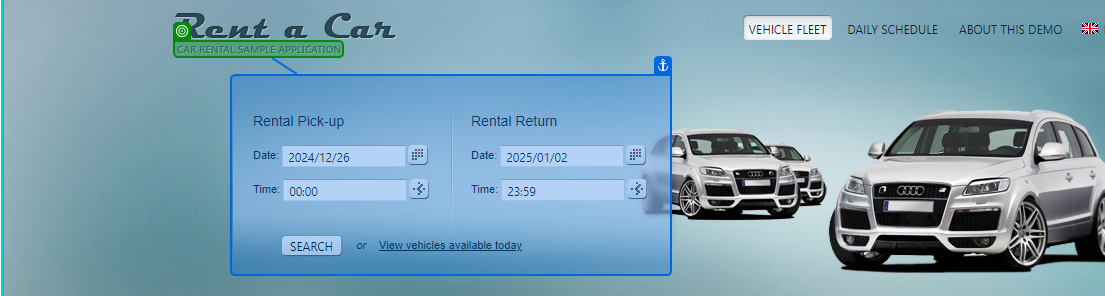 Rent a Car
CAR RENTAL SAMPLE APPLICATION
VEHICLE FLEET
DAILY SCHEDULE
ABOUT THIS DEMO
Rental Pick-up
Date: 2024/12/26
Time: 00:00
Rental Return
Date: 2025/01/02
Time: 23:59
SEARCH or View vehicles available today